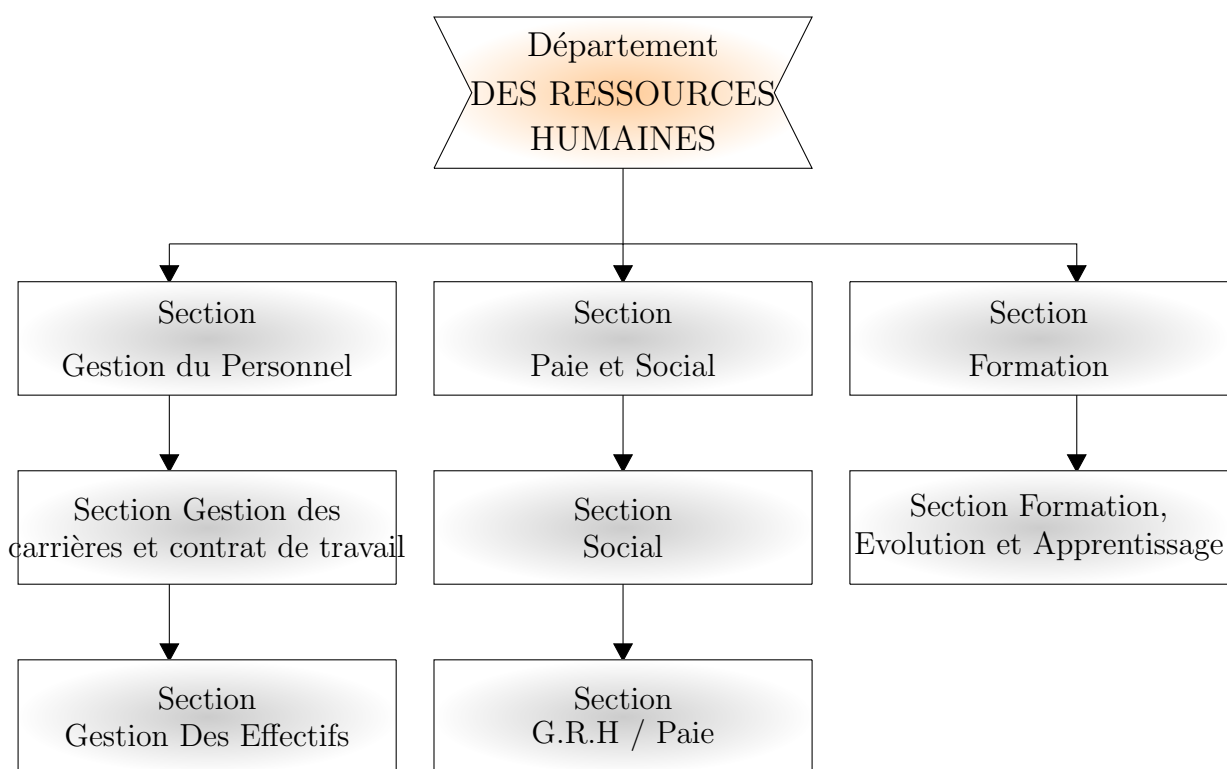 Département
DES RESSOURCES
HUMAINES
Section
Gestion du Personnel
Section
Paie et Social
Section
Formation
Section Gestion des
carrières et contrat de travail
Section
Social
Section Formation,
Evolution et Apprentissage
Section
Gestion Des Effectifs
Section
G.R.H / Paie